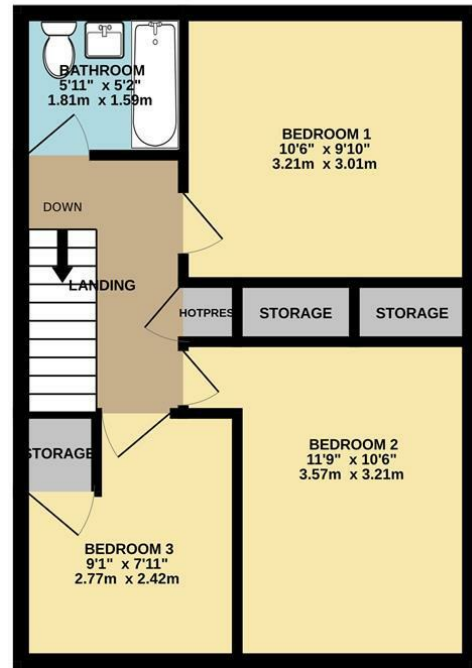 BATHROOM
5'11" x 5'2"
1.81m x 1.59m
BEDROOM 1
10'6" x 9'10"
3.21m x 3.01m
DOWN
LANDING
HOTPRES
STORAGE
STORAGE
STORAGE
BEDROOM 2
11'9" x 10'6"
3.57m x 3.21m
BEDROOM 3
9'1" x 7'11"
2.77m x 2.42m